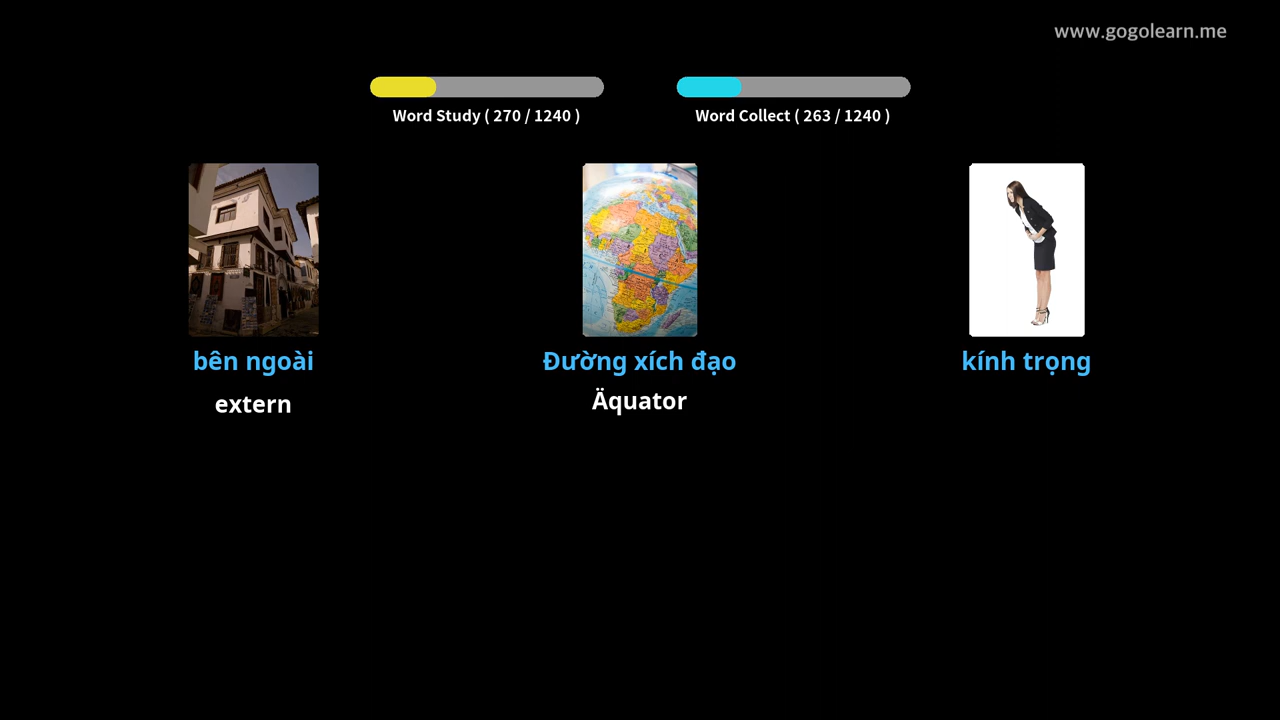 www.gogolearn.me
Word Study ( 270 / 1240 )
Word Collect ( 263 / 1240 )
bên ngoài
extern
Đường xích đạo
Äquator
kính trọng